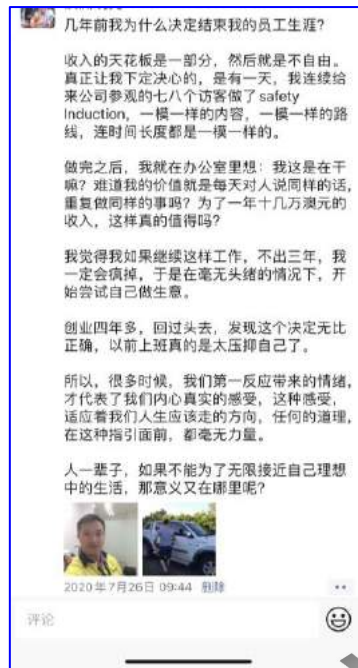 几年前我为什么决定结束我的员工生涯？
收入的天花板是一部分，然后就是不自由。
真正让我下定决心的，是有一天，我连续给
来公司参观的七八个访客做了safety
Induction，一模一样的内容，一模一样的路
线，连时间长度都是一模一样的。
做完之后，我就在办公室里想：我这是在干
嘛？难道我的价值就是每天对人说同样的话，
重复做同样的事吗？为了一年十几万澳元的
收入，这样真的值得吗？
我觉得我如果继续这样工作，不出三年，我
一定会疯掉，于是在毫无头绪的情况下，开
始尝试自己做生意。
创业四年多，回过头去，发现这个决定无比
正确，以前上班真的是太压抑自己了。
所以，很多时候，我们第一反应带来的情绪，
才代表了我们内心真实的感受，这种感受，
适应着我们人生应该走的方向，任何的道理，
在这种指引面前，都毫无力量。
人一辈子，如果不能为了无限接近自己理想
中的生活，那意义又在哪里呢？
2020年7月26日 09:44 删除
评论